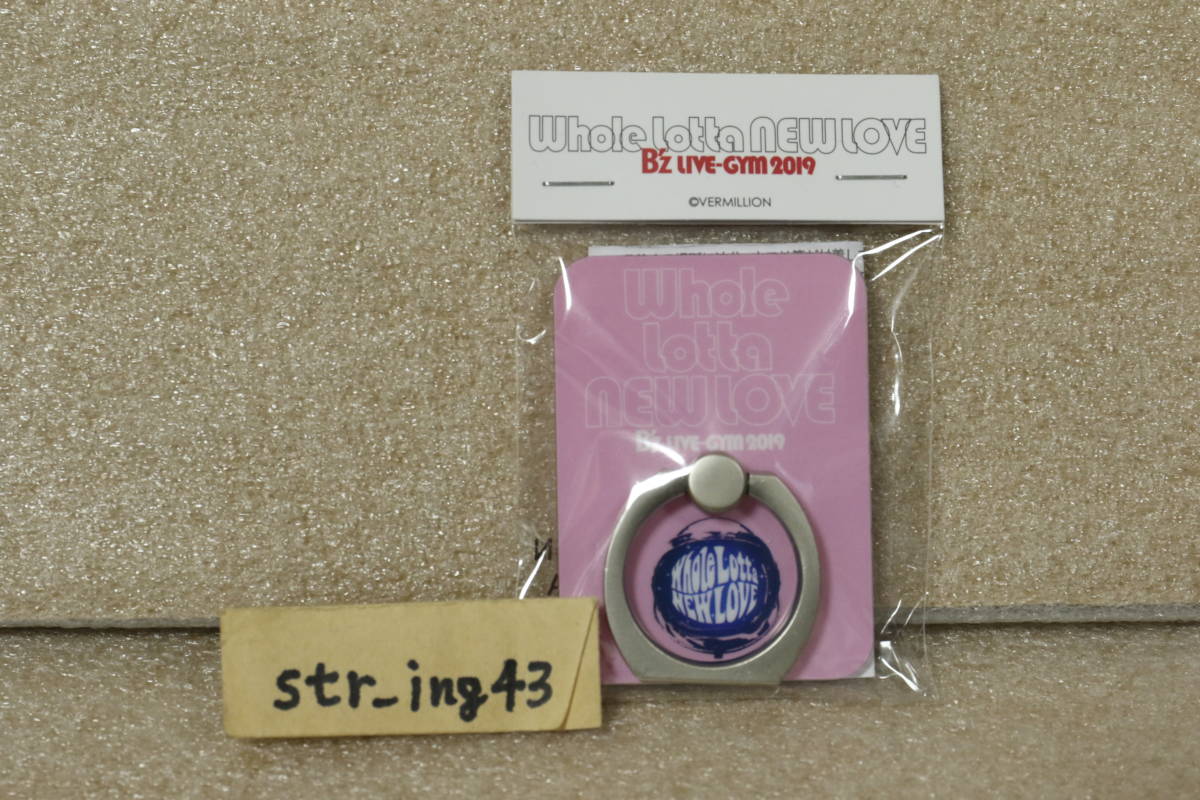 Whole Lotta NEW LOVE
B'z LIVE-GYM 2019
©VERMILLION
Whole
Lotta
NEW LOVE
B'z LIVE-GYM 2019
Whole Lotta
NEW LOVE
str_ing43